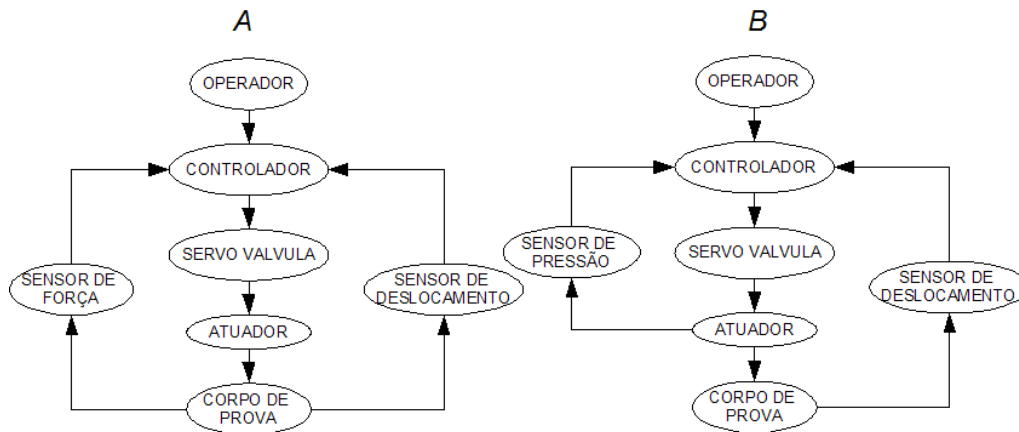 A
OPERADOR
CONTROLADOR
SERVO VALVULA
SENSOR DE
FORÇA
SENSOR DE
DESLOCAMENTO
ATUADOR
CORPO DE
PROVA
B
OPERADOR
CONTROLADOR
SENSOR DE
PRESSÃO
SERVO VALVULA
SENSOR DE
DESLOCAMENTO
ATUADOR
CORPO DE
PROVA